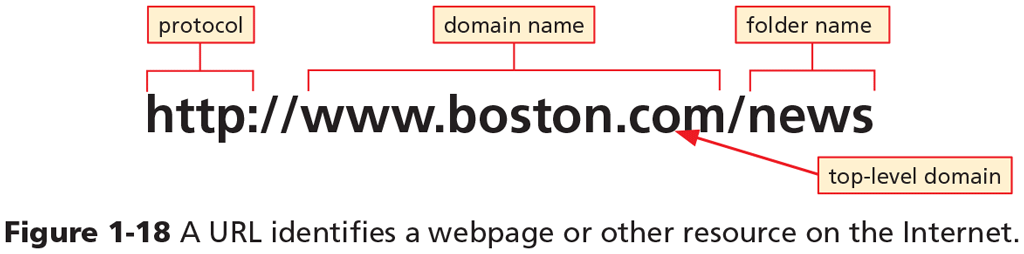 protocol
domain name
folder name
http://www.boston.com/news
top-level domain
Figure 1-18 A URL identifies a webpage or other resource on the Internet.